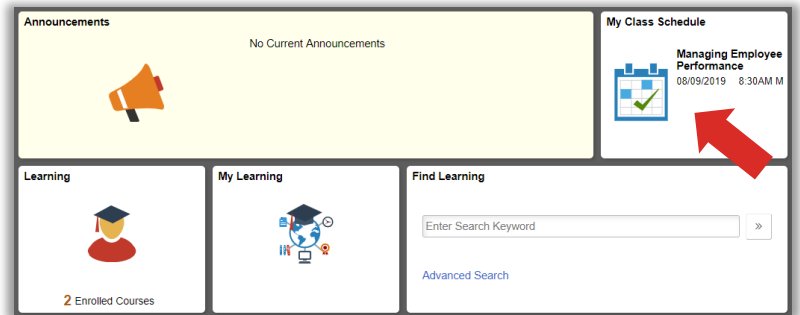 Announcements
No Current Announcements
My Class Schedule
Managing Employee
Performance
08/09/2019 8:30AM M
Learning
2 Enrolled Courses
My Learning
Find Learning
Enter Search Keyword
»
Advanced Search